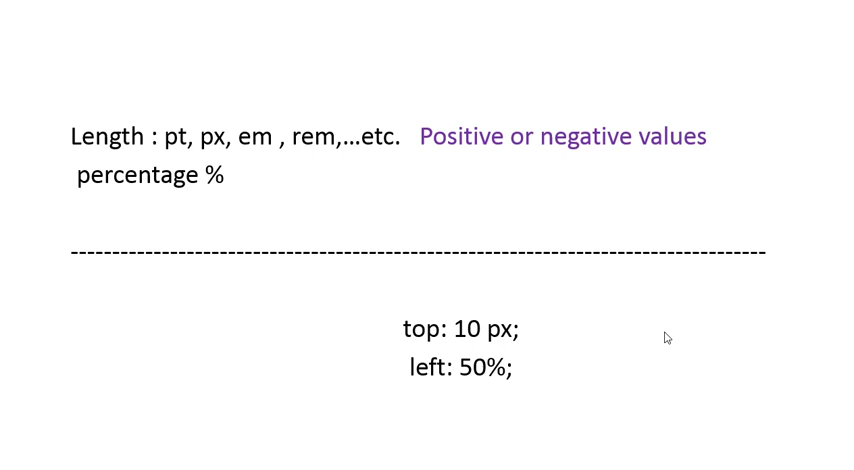 Length : pt, px, em , rem,...etc. Positive or negative values
percentage %
-------------------------------------------------------------------------------------
top: 10 px;
left: 50%;